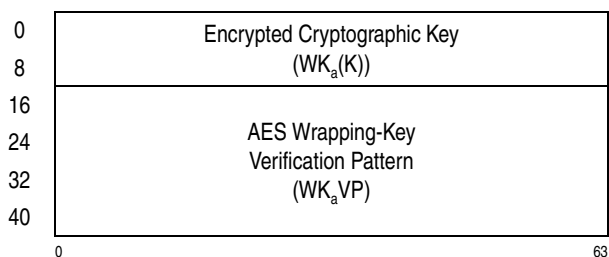 0
Encrypted Cryptographic Key
8
(WKₐ(K))
16
24
AES Wrapping-Key
Verification Pattern
32
(WKₐVP)
40
0 63